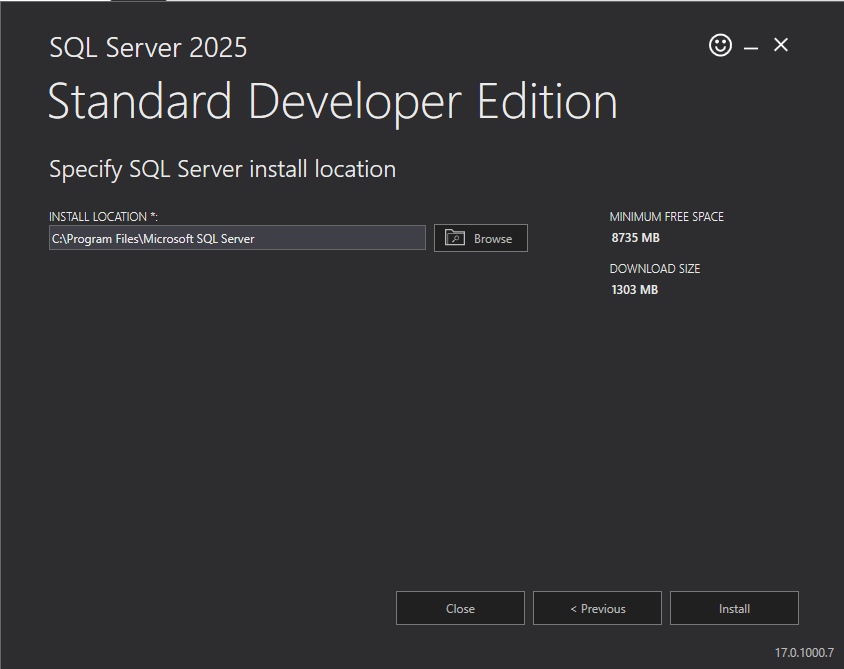 SQL Server 2025
Standard Developer Edition
Specify SQL Server install location
INSTALL LOCATION *:
C:\Program Files\Microsoft SQL Server
Browse
MINIMUM FREE SPACE
8735 MB
DOWNLOAD SIZE
1303 MB
Close
< Previous
Install
17.0.1000.7